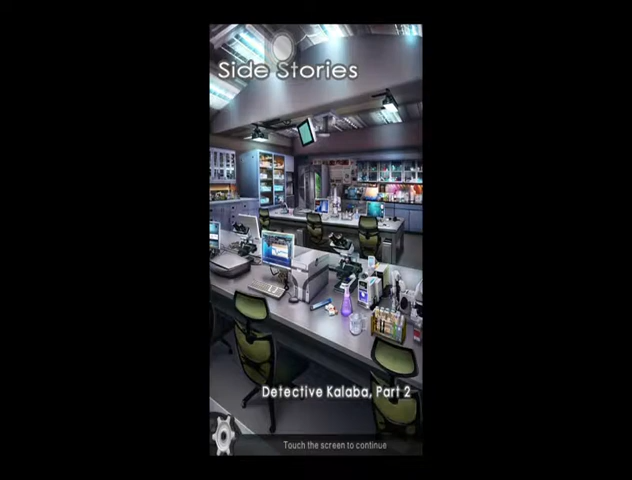 Side Stories
Detective Kalaba, Part 2
Touch the screen to continue